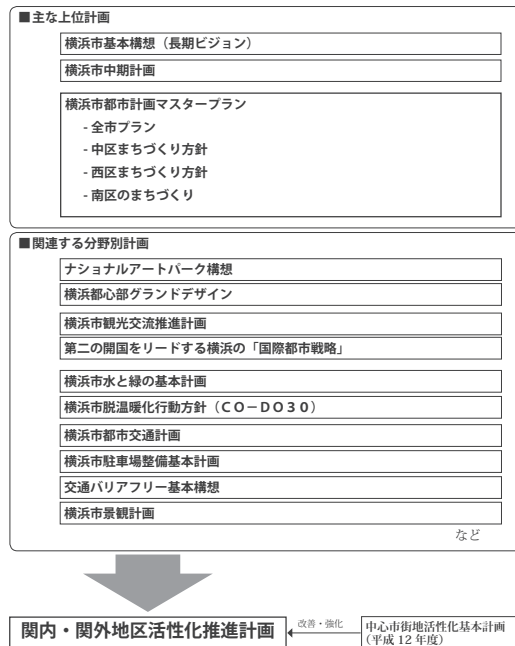 ■主な上位計画
横浜市基本構想（長期ビジョン）
横浜市中期計画
横浜市都市計画マスタープラン
- 全市プラン
- 中区まちづくり方針
- 西区まちづくり方針
- 南区のまちづくり
■関連する分野別計画
ナショナルアートパーク構想
横浜都心部グランドデザイン
横浜市観光交流推進計画
第二の開国をリードする横浜の「国際都市戦略」
横浜市水と緑の基本計画
横浜市脱温暖化行動方針（ＣＯ－ＤＯ３０）
横浜市都市交通計画
横浜市駐車場整備基本計画
交通バリアフリー基本構想
横浜市景観計画
など
関内・関外地区活性化推進計画
改善・強化
中心市街地活性化基本計画
（平成 12 年度）